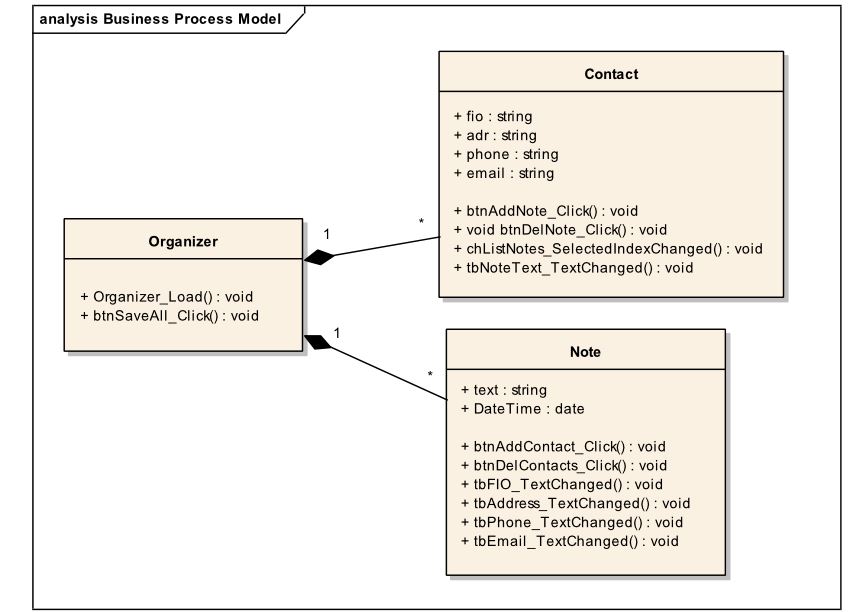 analysis Business Process Model
Contact
+ fio : string
+ adr : string
+ phone : string
+ email : string
+ btnAddNote_Click() : void
+ void btnDelNote_Click() : void
+ chListNotes_SelectedIndexChanged() : void
+ tbNoteText_TextChanged() : void
Organizer
+ Organizer_Load() : void
+ btnSaveAll_Click() : void
1
*
1
*
Note
+ text : string
+ DateTime : date
+ btnAddContact_Click() : void
+ btnDelContacts_Click() : void
+ tbFIO_TextChanged() : void
+ tbAddress_TextChanged() : void
+ tbPhone_TextChanged() : void
+ tbEmail_TextChanged() : void